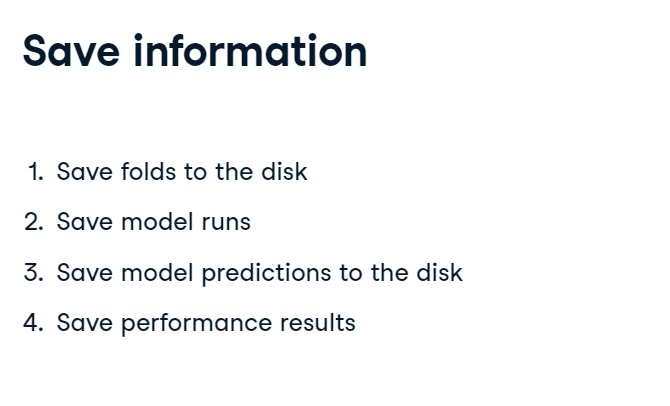 Save information
1. Save folds to the disk
2. Save model runs
3. Save model predictions to the disk
4. Save performance results